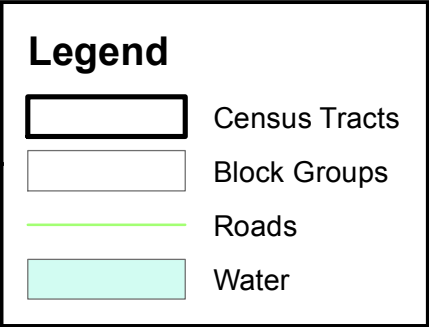 Legend
Census Tracts
Block Groups
Roads
Water